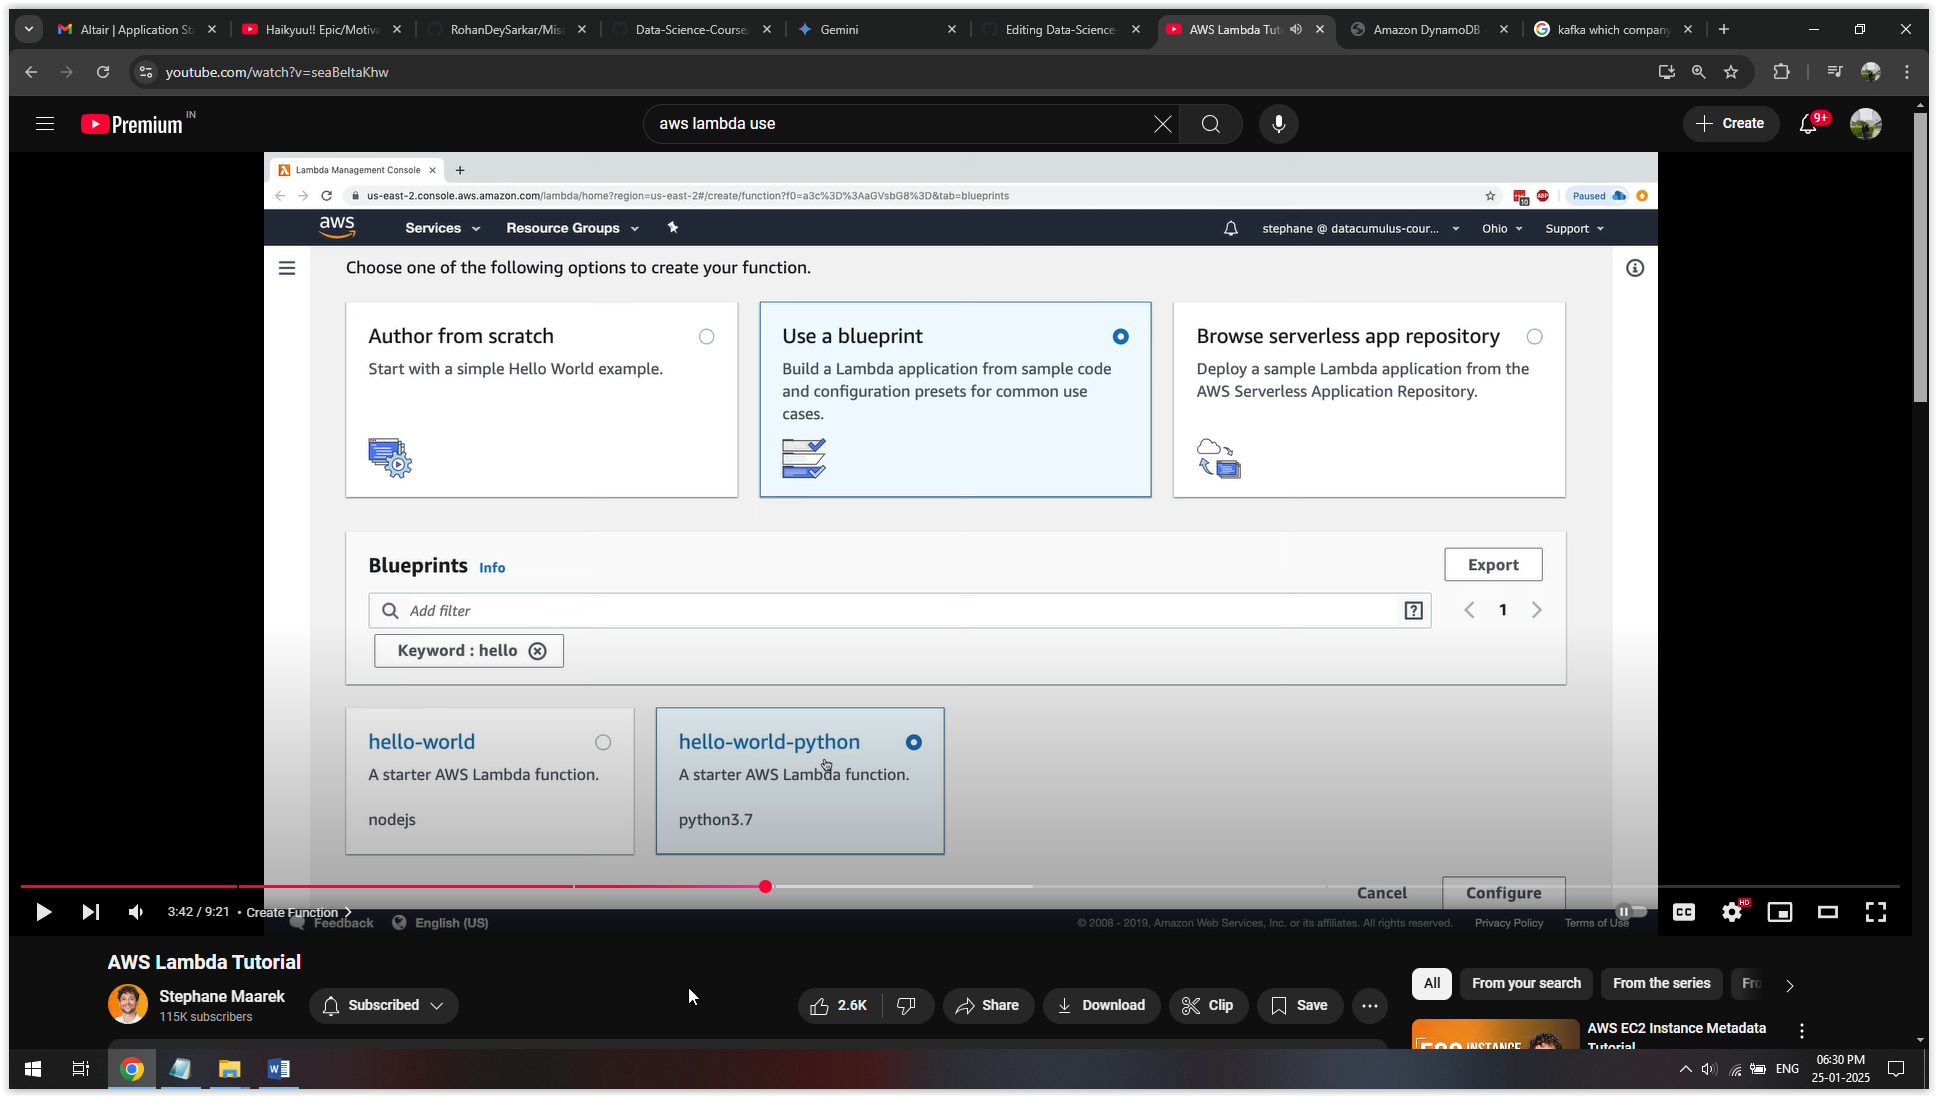 Altair | Application Sta
Haikyuu!! Epic/Motiva
RohanDeySarkar/Misc
Data-Science-Course/
Gemini
Editing Data-Science-
AWS Lambda Tut
Amazon DynamoDB
kafka which company
youtube.com/watch?v=seaBeltaKhw
Premium IN
aws lambda use
Create
9+
Lambda Management Console
us-east-2.console.aws.amazon.com/lambda/home?region=us-east-2#/create/function?f0=a3c%3D%3AaGVsbG8%3D&tab=blueprints
10
ABP
Paused
aws
Services
Resource Groups
stephane @ datacumulus-cour...
Ohio
Support
Choose one of the following options to create your function.
Author from scratch
Start with a simple Hello World example.
Use a blueprint
Build a Lambda application from sample code
and configuration presets for common use
cases.
Browse serverless app repository
Deploy a sample Lambda application from the
AWS Serverless Application Repository.
Blueprints Info
Export
Add filter
1
Keyword : hello
hello-world
A starter AWS Lambda function.
nodejs
hello-world-python
A starter AWS Lambda function.
python3.7
Cancel
Configure
3:42 / 9:21 • Create Function
CC
HD
Feedback
English (US)
© 2008 - 2019, Amazon Web Services, Inc. or its affiliates. All rights reserved.
Privacy Policy
Terms of Use
AWS Lambda Tutorial
Stephane Maarek
115K subscribers
Subscribed
2.6K
Share
Download
Clip
Save
All
From your search
From the series
Fro
AWS EC2 Instance Metadata
Tutorial
INSTANCE
W
ENG
06:30 PM
25-01-2025